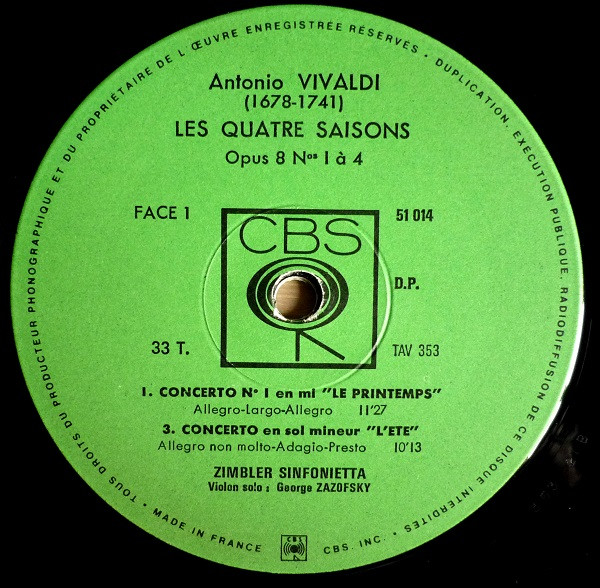 TOUS DROITS DU PRODUCTEUR PHONOGRAPHIQUE ET DU PROPRIÉTAIRE DE L'ŒUVRE ENREGISTRÉE RÉSERVÉS • DUPLICATION, EXÉCUTION PUBLIQUE, RADIODIFFUSION DE CE DISQUE INTERDITES •
Antonio VIVALDI
(1678-1741)
LES QUATRE SAISONS
Opus 8 Nos 1 à 4
FACE 1
51 014
CBS
D.P.
33 T.
TAV 353
1. CONCERTO No 1 en mi "LE PRINTEMPS"
Allegro-Largo-Allegro 11'27
3. CONCERTO en sol mineur "L'ETE"
Allegro non molto-Adagio-Presto 10'13
ZIMBLER SINFONIETTA
Violon solo : George ZAZOFSKY
• MADE IN FRANCE
CBS
CBS. INC. •